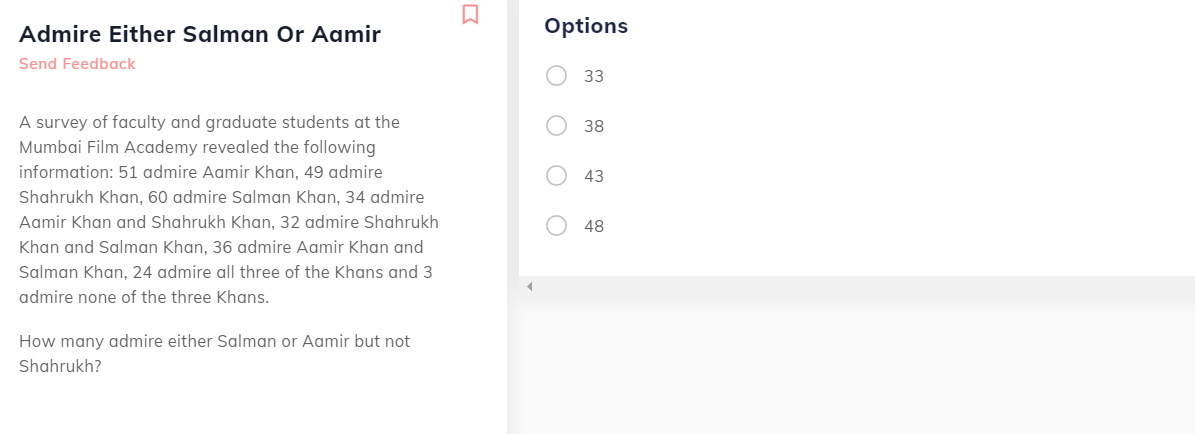 Admire Either Salman Or Aamir
Send Feedback
A survey of faculty and graduate students at the
Mumbai Film Academy revealed the following
information: 51 admire Aamir Khan, 49 admire
Shahrukh Khan, 60 admire Salman Khan, 34 admire
Aamir Khan and Shahrukh Khan, 32 admire Shahrukh
Khan and Salman Khan, 36 admire Aamir Khan and
Salman Khan, 24 admire all three of the Khans and 3
admire none of the three Khans.
How many admire either Salman or Aamir but not
Shahrukh?
Options
33
38
43
48